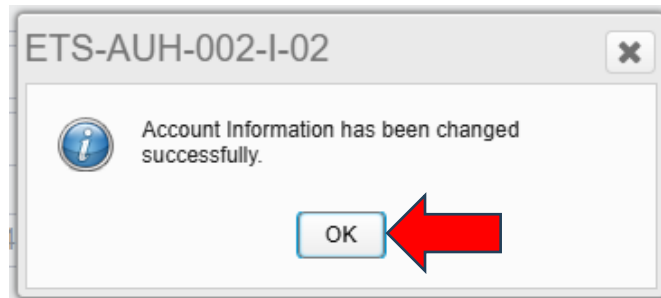 ETS-AUH-002-I-02
Account Information has been changed
successfully.
OK